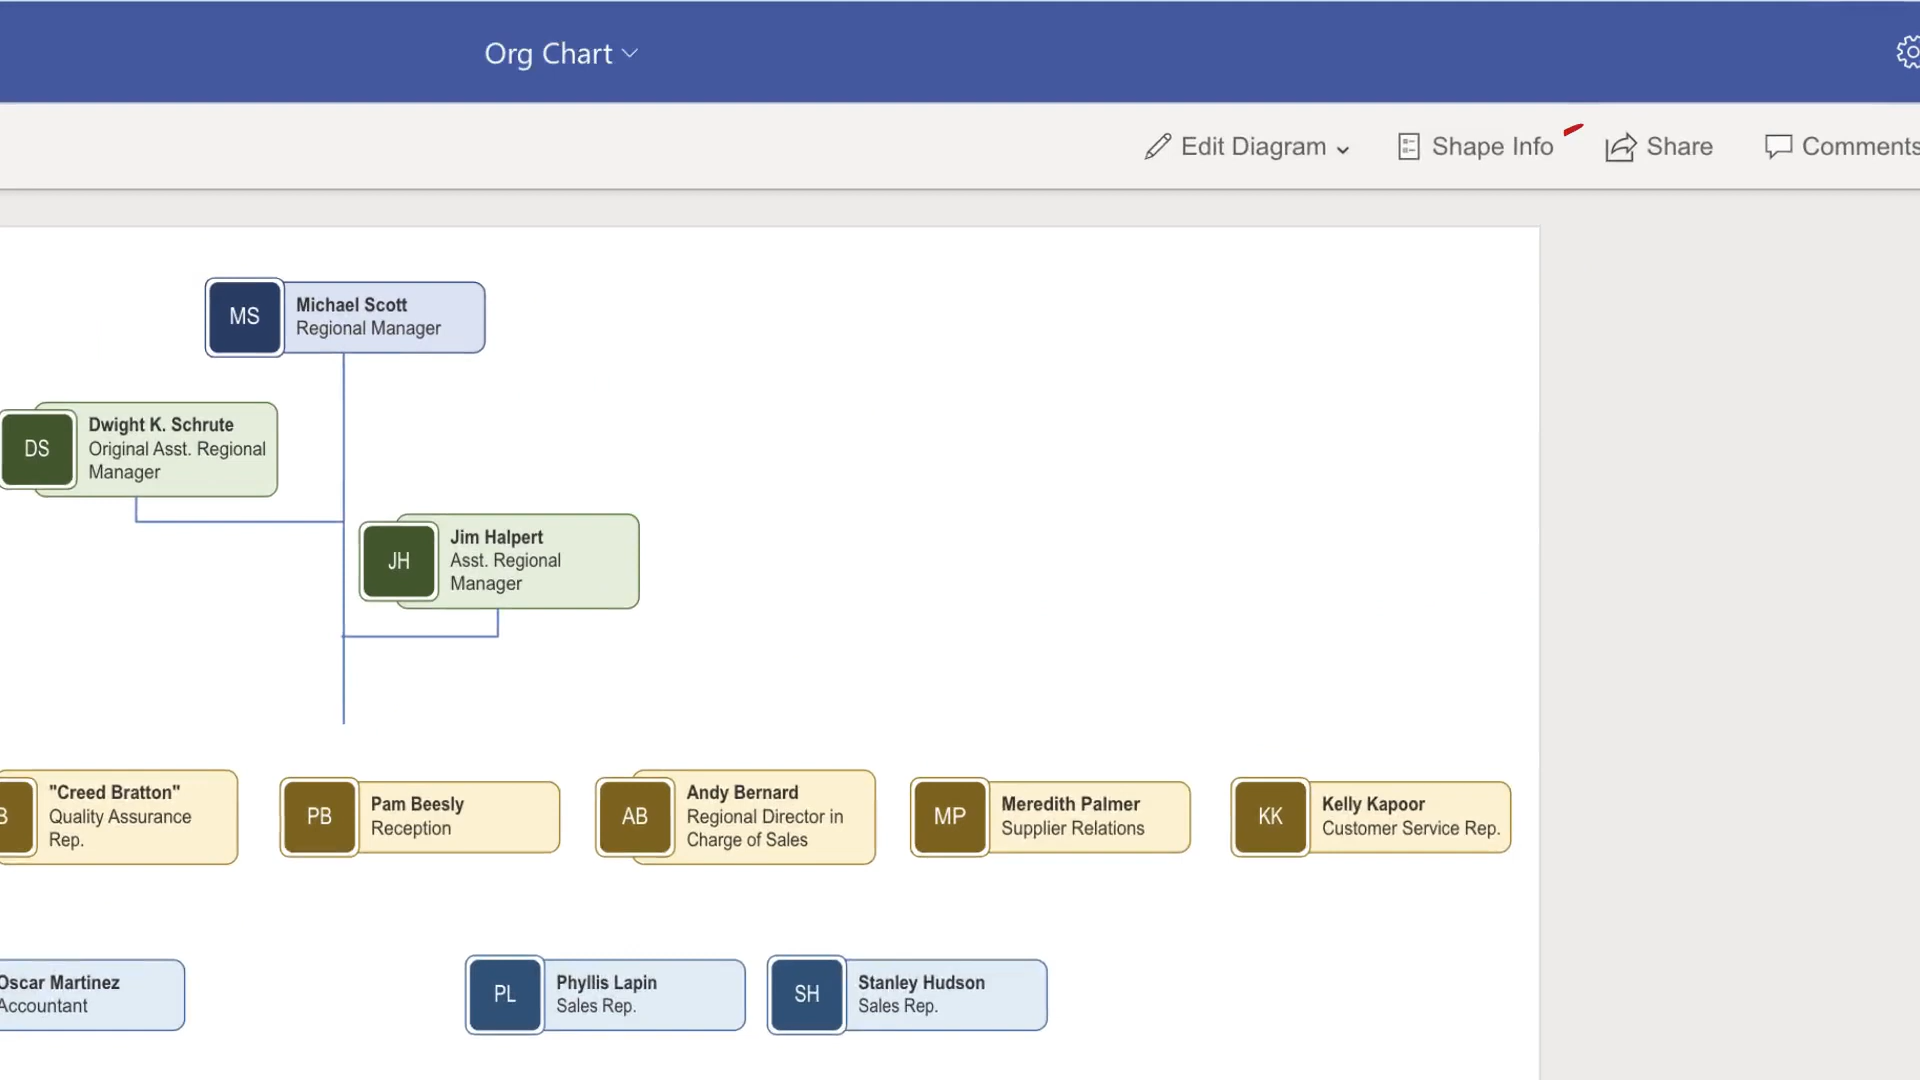 Org Chart
Edit Diagram
Shape Info
Share
Comments
MS
Michael Scott
Regional Manager
DS
Dwight K. Schrute
Original Asst. Regional
Manager
JH
Jim Halpert
Asst. Regional
Manager
"Creed Bratton"
Quality Assurance
Rep.
PB
Pam Beesly
Reception
AB
Andy Bernard
Regional Director in
Charge of Sales
MP
Meredith Palmer
Supplier Relations
KK
Kelly Kapoor
Customer Service Rep.
Oscar Martinez
Accountant
PL
Phyllis Lapin
Sales Rep.
SH
Stanley Hudson
Sales Rep.